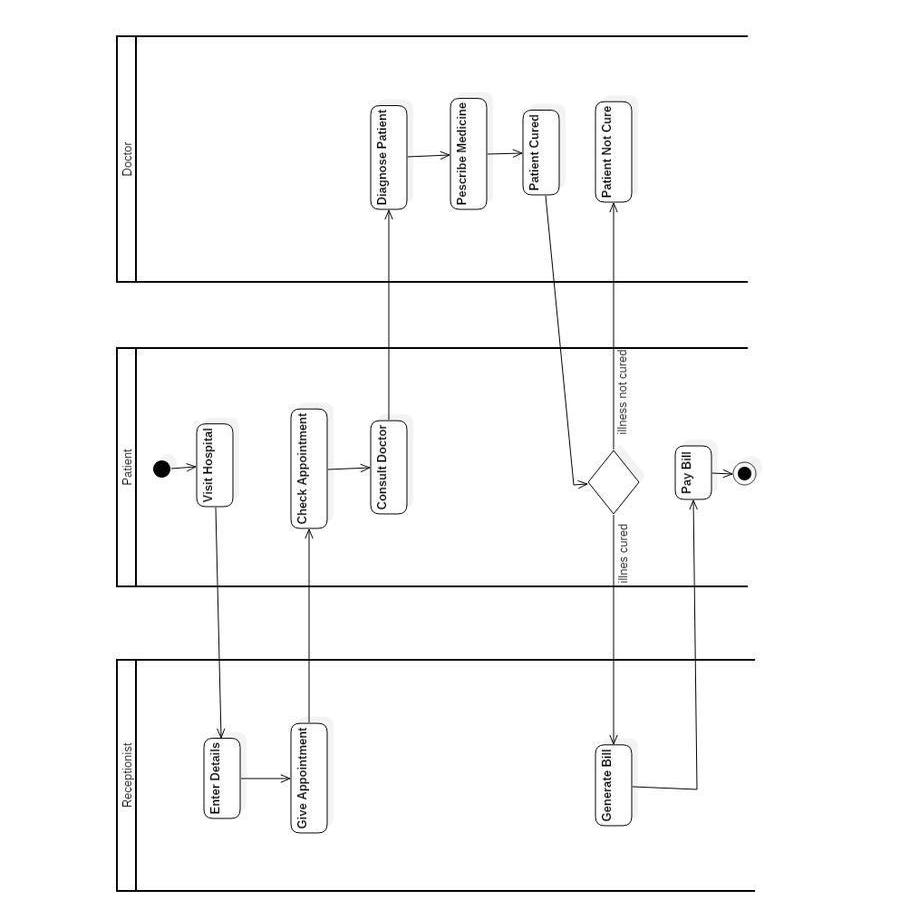 Doctor
Diagnose Patient
Pescribe Medicine
Patient Cured
Patient Not Cure
Patient
Visit Hospital
Check Appointment
Consult Doctor
illness not cured
illnes cured
Pay Bill
Receptionist
Enter Details
Give Appointment
Generate Bill